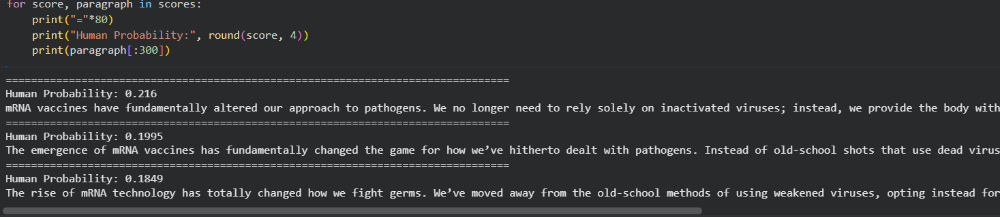 for score, paragraph in scores:
    print("="*80)
    print("Human Probability:", round(score, 4))
    print(paragraph[:300])
================================================================================
Human Probability: 0.216
mRNA vaccines have fundamentally altered our approach to pathogens. We no longer need to rely solely on inactivated viruses; instead, we provide the body with
================================================================================
Human Probability: 0.1995
The emergence of mRNA vaccines has fundamentally changed the game for how we’ve hitherto dealt with pathogens. Instead of old-school shots that use dead virus
================================================================================
Human Probability: 0.1849
The rise of mRNA technology has totally changed how we fight germs. We’ve moved away from the old-school methods of using weakened viruses, opting instead for